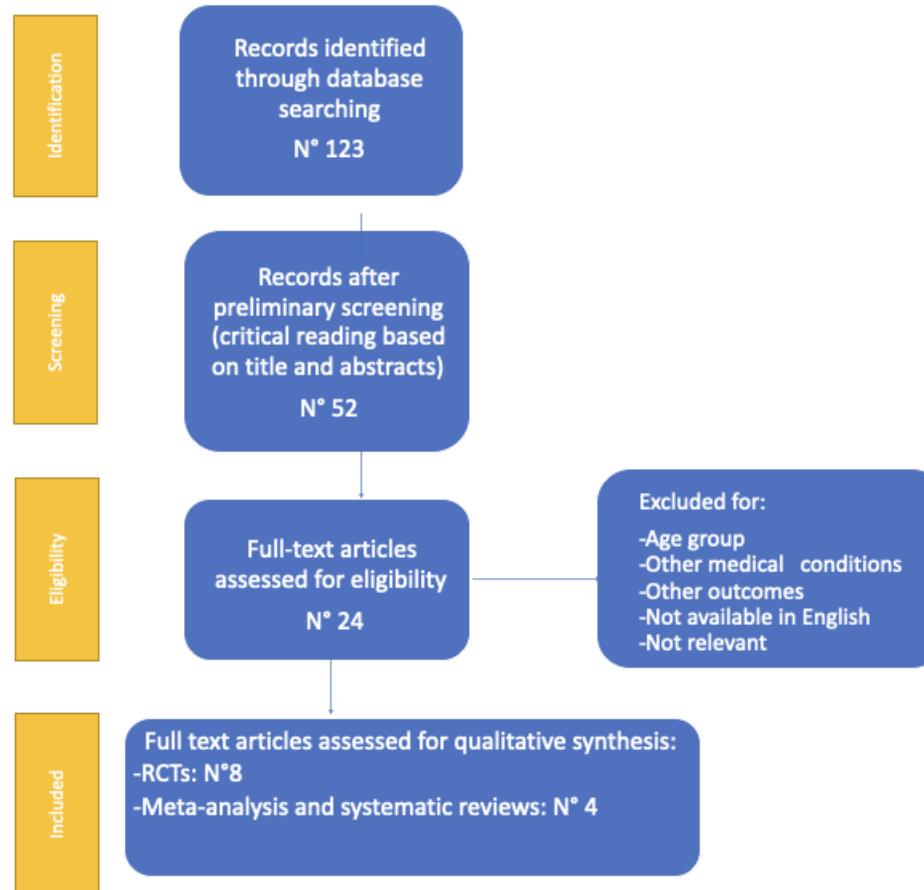 Identification
Records identified
through database
searching
N° 123
Screening
Records after
preliminary screening
(critical reading based
on title and abstracts)
N° 52
Eligibility
Full-text articles
assessed for eligibility
N° 24
Excluded for:
-Age group
-Other medical conditions
-Other outcomes
-Not available in English
-Not relevant
Included
Full text articles assessed for qualitative synthesis:
-RCTs: N°8
-Meta-analysis and systematic reviews: N° 4